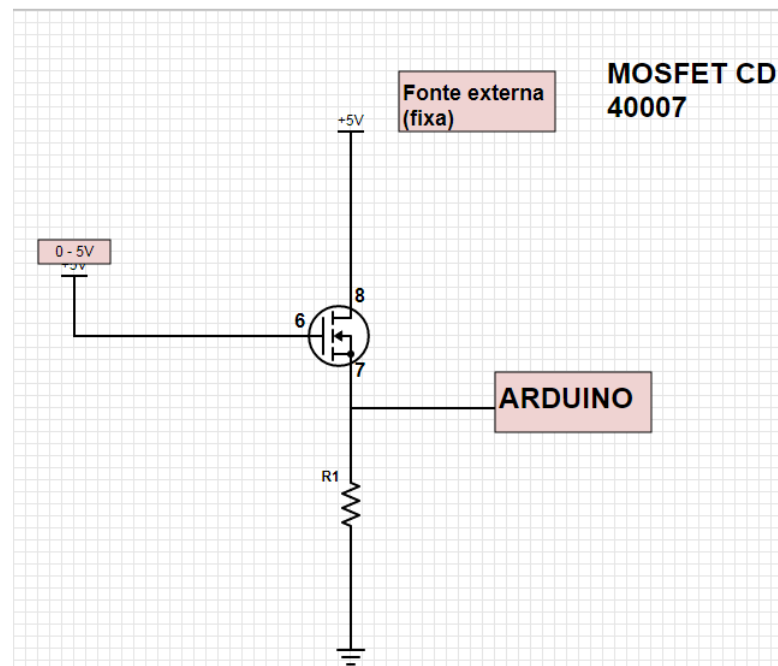 MOSFET CD
40007
Fonte externa
(fixa)
+5V
0 - 5V
+5V
8
6
7
ARDUINO
R1